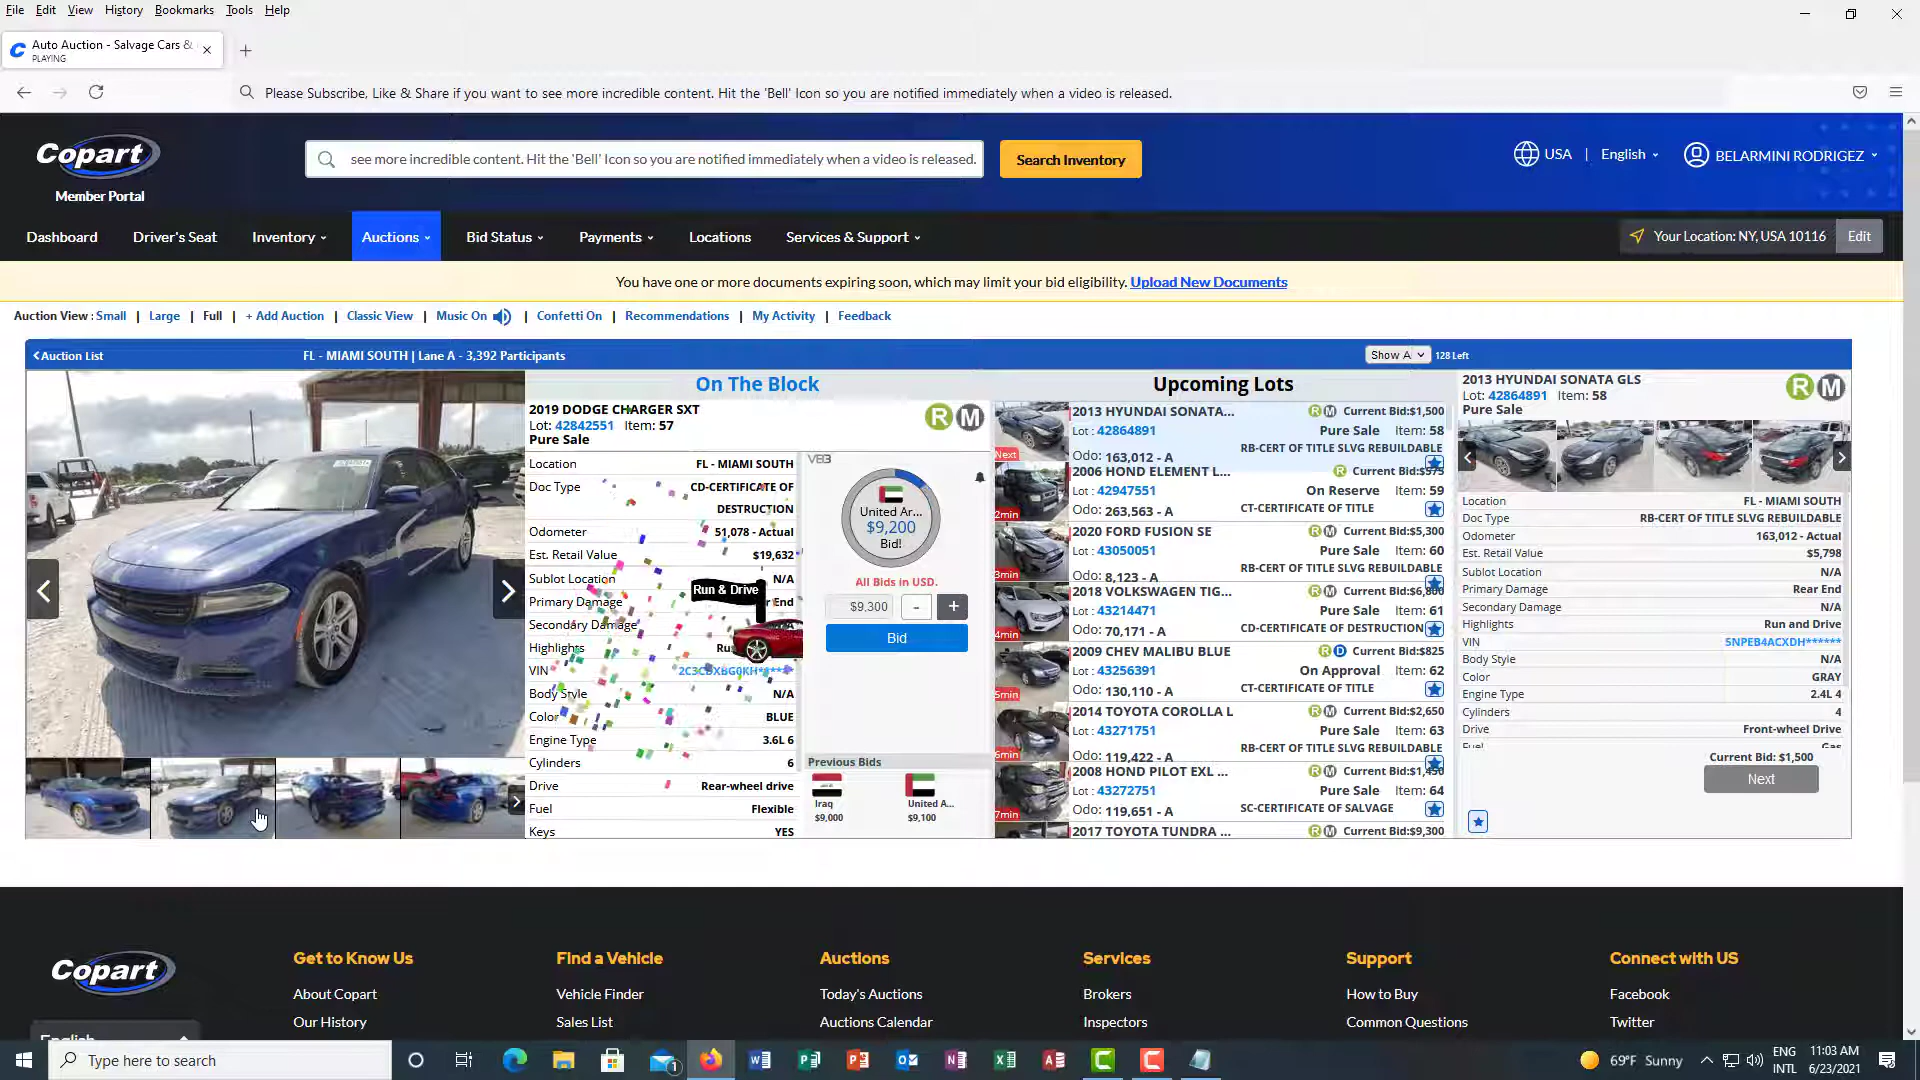 File Edit View History Bookmarks Tools Help
Auto Auction - Salvage Cars &
PLAYING
Please Subscribe, Like & Share if you want to see more incredible content. Hit the 'Bell' Icon so you are notified immediately when a video is released.
Copart
Member Portal
see more incredible content. Hit the 'Bell' Icon so you are notified immediately when a video is released.
Search Inventory
USA | English
BELARMINI RODRIGEZ
Dashboard Driver's Seat Inventory Auctions Bid Status Payments Locations Services & Support
Your Location: NY, USA 10116 Edit
You have one or more documents expiring soon, which may limit your bid eligibility. Upload New Documents
Auction View : Small | Large | Full | + Add Auction | Classic View | Music On | Confetti On | Recommendations | My Activity | Feedback
Auction List
FL - MIAMI SOUTH | Lane A - 3,392 Participants
Show A
128 Left
On The Block
2019 DODGE CHARGER SXT
Lot: 42842551 Item: 57
Pure Sale
R M
Location FL - MIAMI SOUTH
Doc Type CD-CERTIFICATE OF
DESTRUCTION
Odometer 51,078 - Actual
Est. Retail Value $19,632
Sublot Location N/A
Run & Drive
Primary Damage End
Secondary Damage
Highlights Ru
VIN 2C3CDXBG0KH******
Body Style N/A
Color BLUE
Engine Type 3.6L 6
Cylinders 6
Drive Rear-wheel drive
Fuel Flexible
Keys YES
VB3
United Ar...
$9,200
Bid!
All Bids in USD.
$9,300 - +
Bid
Previous Bids
Iraq
$9,000
United A...
$9,100
Upcoming Lots
2013 HYUNDAI SONATA... R M Current Bid:$1,500
Lot : 42864891 Pure Sale Item: 58
RB-CERT OF TITLE SLVG REBUILDABLE
Next
Odo: 163,012 - A
2006 HOND ELEMENT L... R Current Bid:$575
Lot : 42947551 On Reserve Item: 59
2min
Odo: 263,563 - A CT-CERTIFICATE OF TITLE
2020 FORD FUSION SE R M Current Bid:$5,300
Lot : 43050051 Pure Sale Item: 60
RB-CERT OF TITLE SLVG REBUILDABLE
3min
Odo: 8,123 - A
2018 VOLKSWAGEN TIG... R M Current Bid:$6,800
Lot : 43214471 Pure Sale Item: 61
4min
Odo: 70,171 - A CD-CERTIFICATE OF DESTRUCTION
2009 CHEV MALIBU BLUE R D Current Bid:$825
Lot : 43256391 On Approval Item: 62
5min
Odo: 130,110 - A CT-CERTIFICATE OF TITLE
2014 TOYOTA COROLLA L R M Current Bid:$2,650
Lot : 43271751 Pure Sale Item: 63
RB-CERT OF TITLE SLVG REBUILDABLE
6min
Odo: 119,422 - A
2008 HOND PILOT EXL ... R M Current Bid:$1,450
Lot : 43272751 Pure Sale Item: 64
7min
Odo: 119,651 - A SC-CERTIFICATE OF SALVAGE
2017 TOYOTA TUNDRA ... R M Current Bid:$9,300
2013 HYUNDAI SONATA GLS
Lot: 42864891 Item: 58
Pure Sale
R M
Location FL - MIAMI SOUTH
Doc Type RB-CERT OF TITLE SLVG REBUILDABLE
Odometer 163,012 - Actual
Est. Retail Value $5,798
Sublot Location N/A
Primary Damage Rear End
Secondary Damage N/A
Highlights Run and Drive
VIN 5NPEB4ACXDH******
Body Style N/A
Color GRAY
Engine Type 2.4L 4
Cylinders 4
Drive Front-wheel Drive
Fuel Gas
Current Bid: $1,500
Next
Copart
English
Get to Know Us
About Copart
Our History
Find a Vehicle
Vehicle Finder
Sales List
Auctions
Today's Auctions
Auctions Calendar
Services
Brokers
Inspectors
Support
How to Buy
Common Questions
Connect with US
Facebook
Twitter
Type here to search
69°F Sunny
ENG
INTL
11:03 AM
6/23/2021